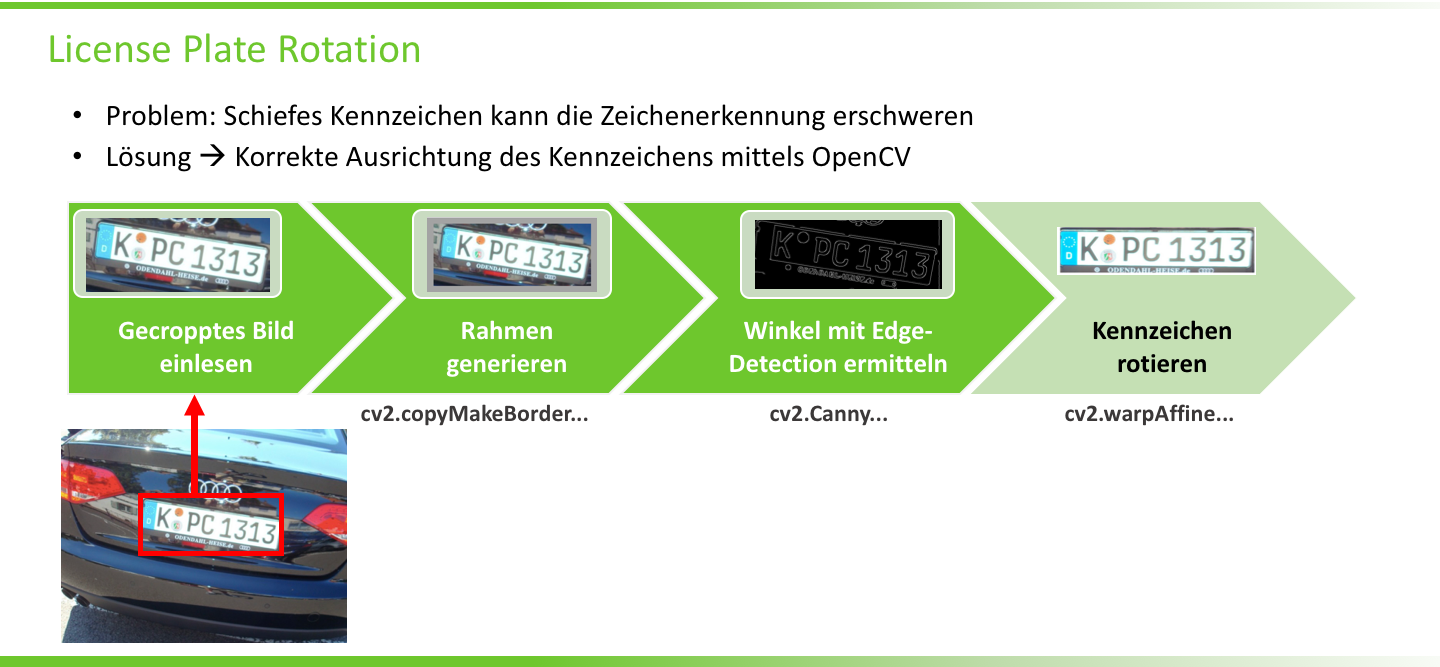 License Plate Rotation
• Problem: Schiefes Kennzeichen kann die Zeichenerkennung erschweren
• Lösung → Korrekte Ausrichtung des Kennzeichens mittels OpenCV
D K PC 1313
ODENDAHL-HEISE.de
K PC 1313
ODENDAHL-HEISE.de
K PC 1313
ODENDAHL-HEISE.de
D K PC 1313
ODENDAHL-HEISE.de
Gecropptes Bild
einlesen
Rahmen
generieren
Winkel mit Edge-
Detection ermitteln
Kennzeichen
rotieren
cv2.copyMakeBorder...
cv2.Canny...
cv2.warpAffine...
D K PC 1313
ODENDAHL-HEISE.de